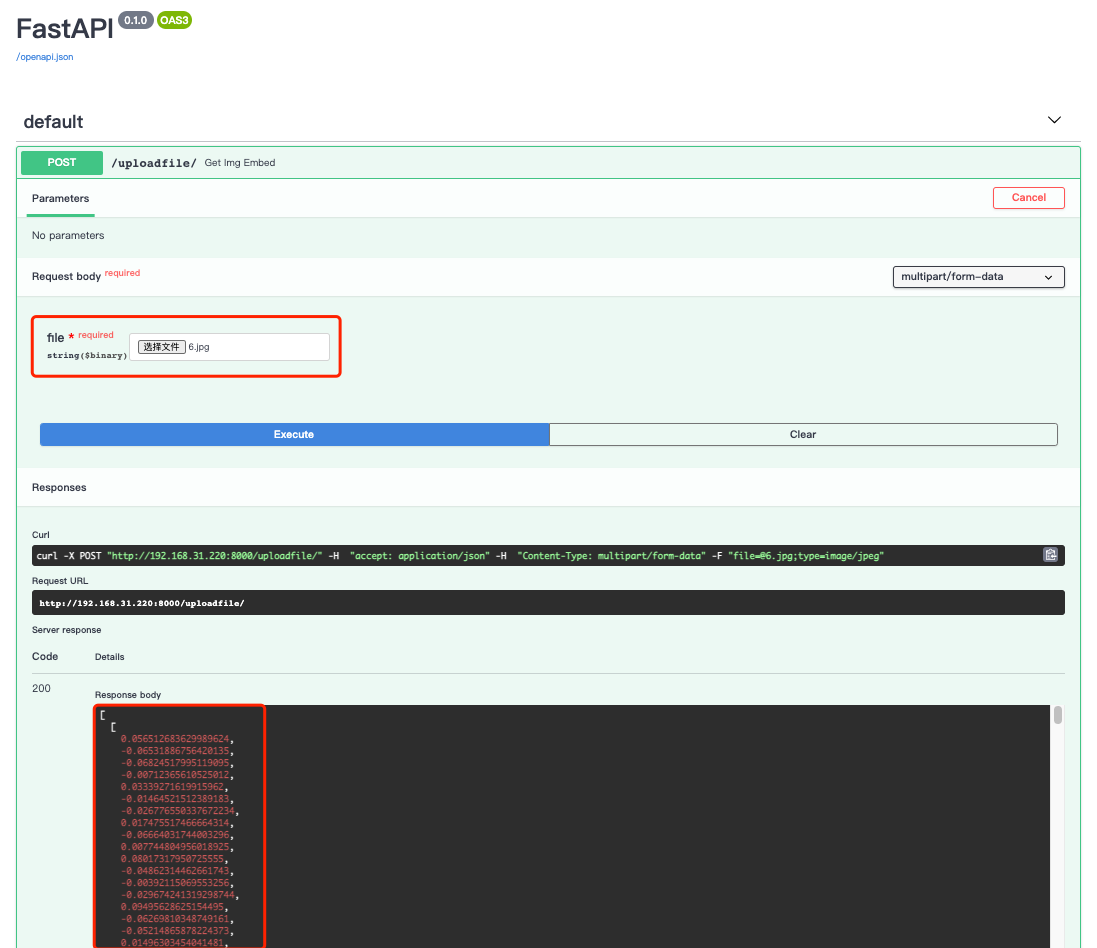 FastAPI 0.1.0 OAS3
/openapi.json
default
POST /uploadfile/ Get Img Embed
Parameters Cancel
No parameters
Request body required multipart/form-data
file * required
string($binary) 选择文件 6.jpg
Execute Clear
Responses
Curl
curl -X POST "http://192.168.31.220:8000/uploadfile/" -H  "accept: application/json" -H  "Content-Type: multipart/form-data" -F "file=@6.jpg;type=image/jpeg"
Request URL
http://192.168.31.220:8000/uploadfile/
Server response
Code Details
200
Response body
[
[
0.056512683629989624,
-0.06531886756420135,
-0.06824517995119095,
-0.00712365610525012,
0.03339271619915962,
-0.01464521512389183,
-0.026776550337672234,
0.017475517466664314,
-0.06664031744003296,
0.007744804956018925,
0.08017317950725555,
-0.04862314462661743,
-0.00392115069553256,
-0.029674241319298744,
0.09495628625154495,
-0.06269810348749161,
-0.05214865878224373,
0.01496303454041481,